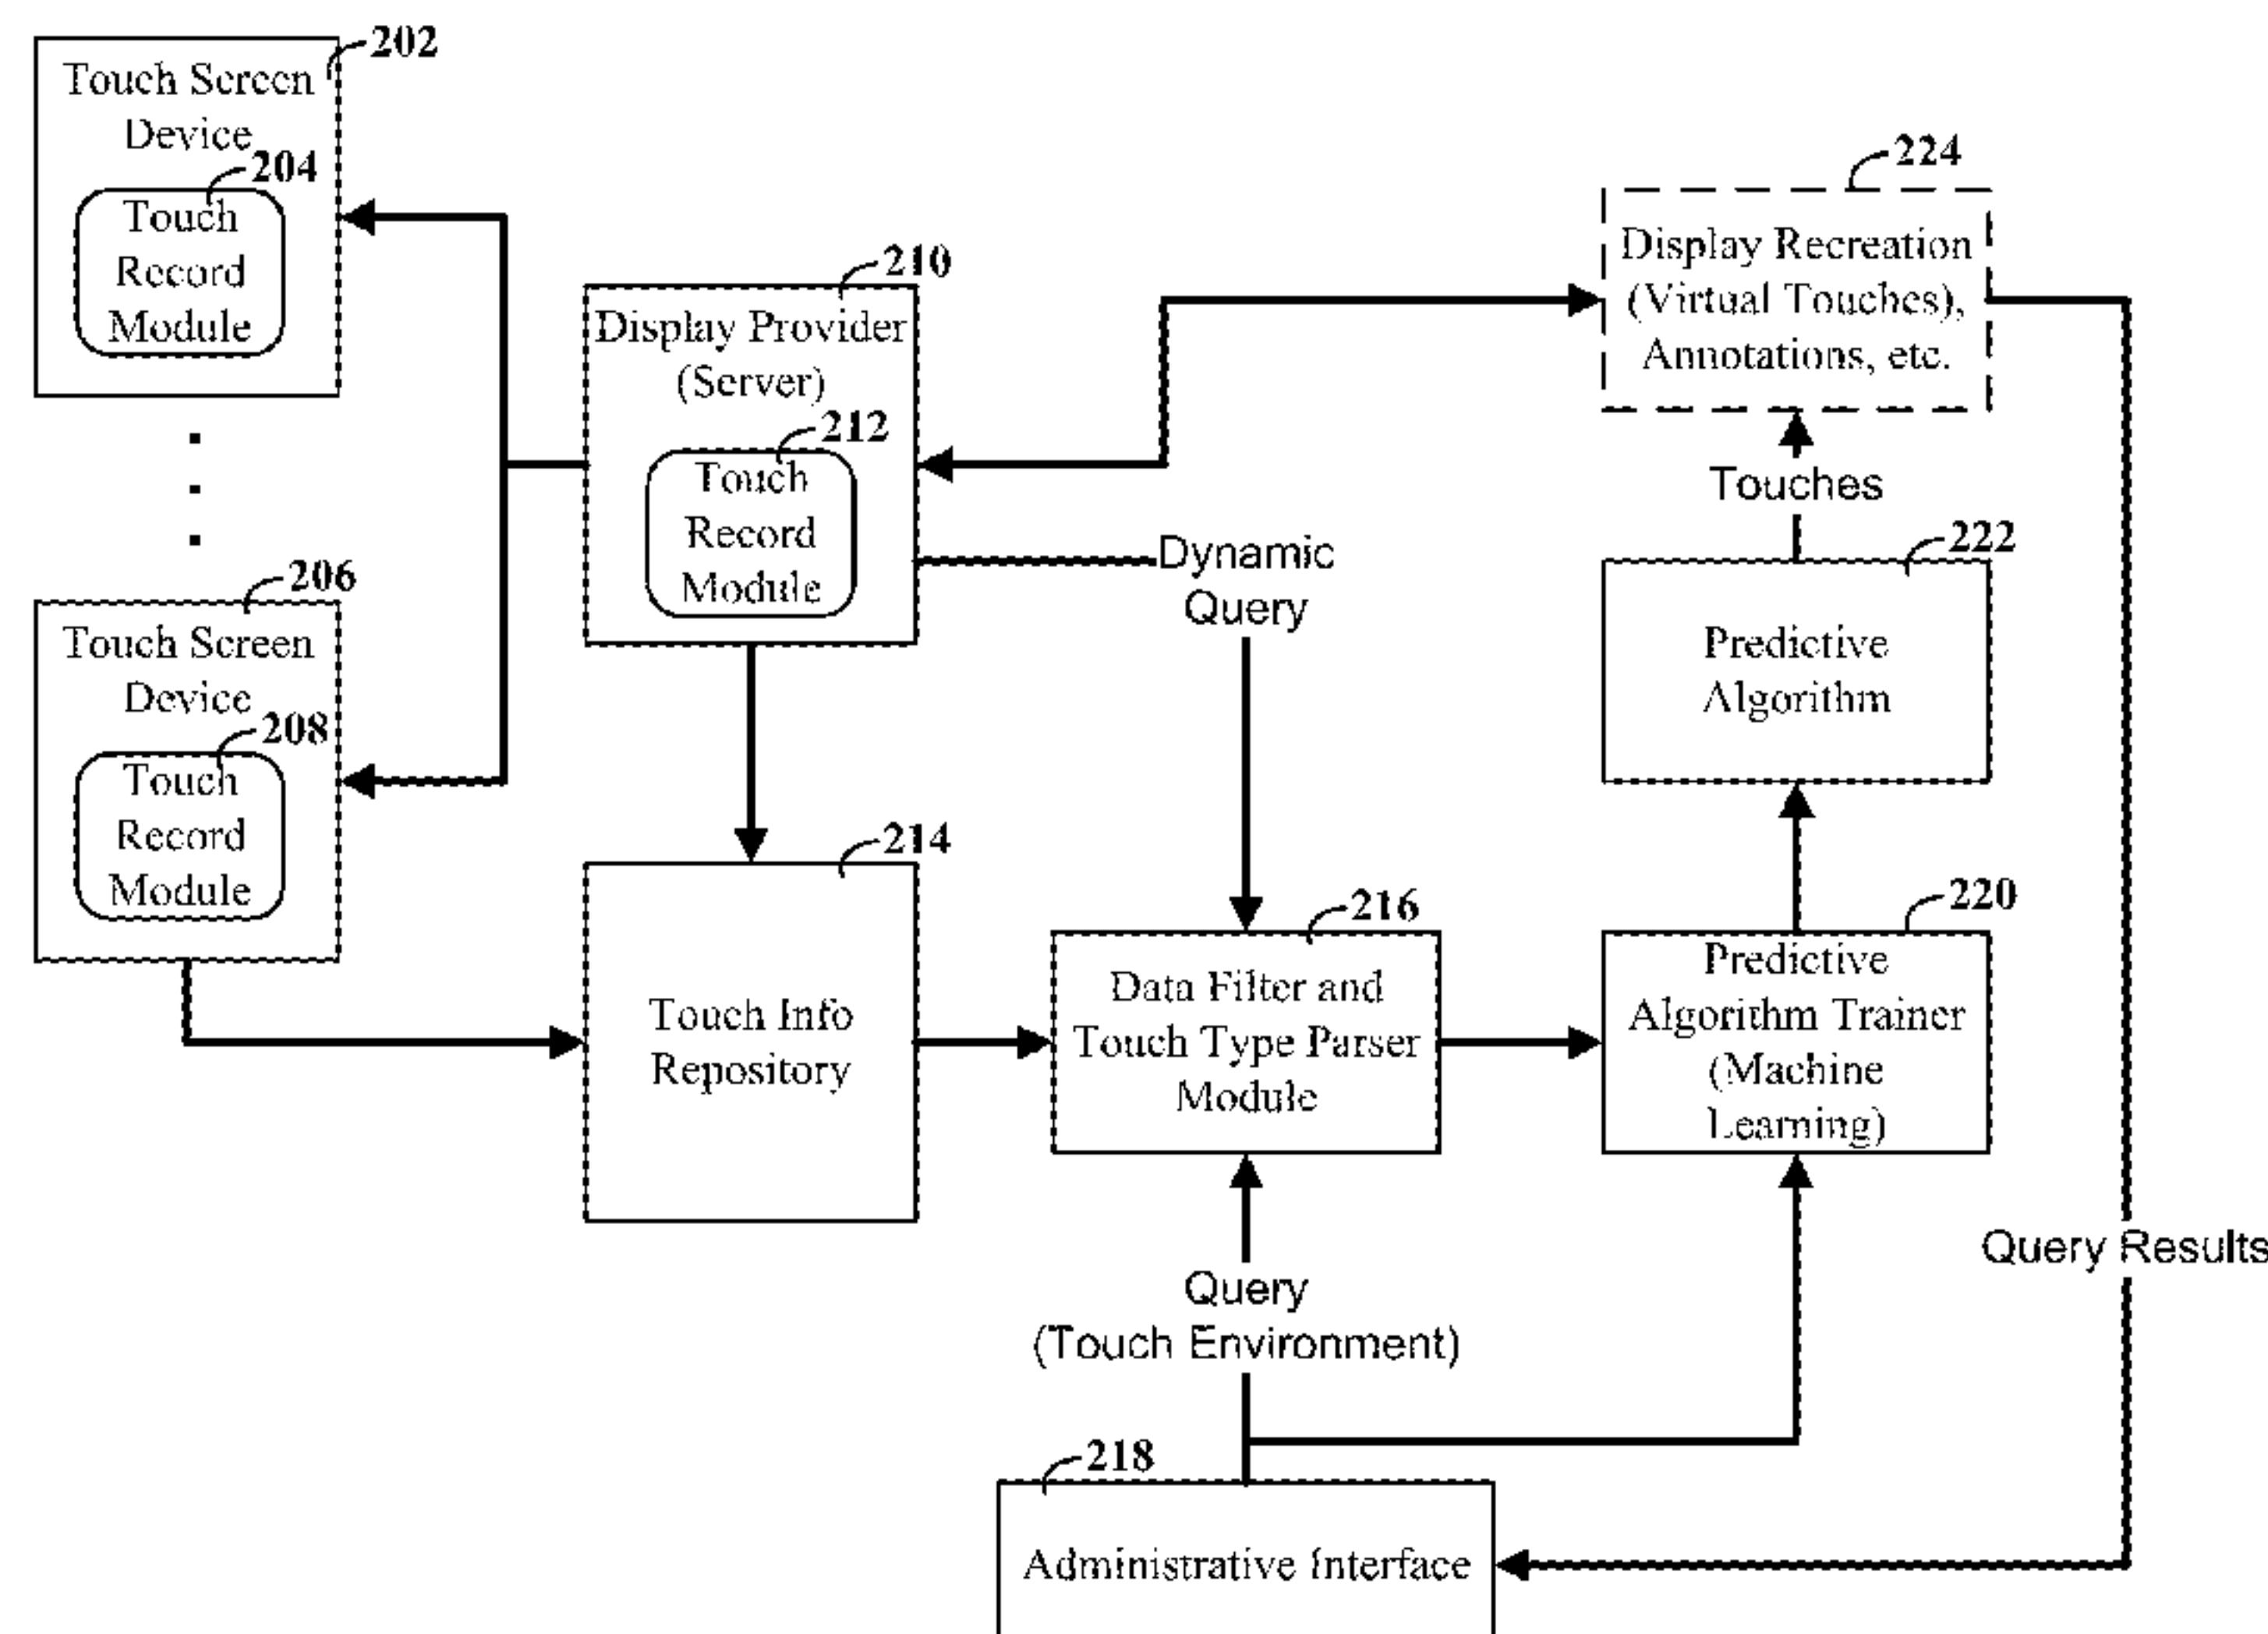 202
Touch Screen
Device
204
Touch
Record
Module
206
Touch Screen
Device
208
Touch
Record
Module
210
Display Provider
(Server)
212
Touch
Record
Module
Dynamic
Query
214
Touch Info
Repository
216
Data Filter and
Touch Type Parser
Module
Query
(Touch Environment)
218
Administrative Interface
224
Display Recreation
(Virtual Touches),
Annotations, etc.
Touches
222
Predictive
Algorithm
220
Predictive
Algorithm Trainer
(Machine
Learning)
Query Results